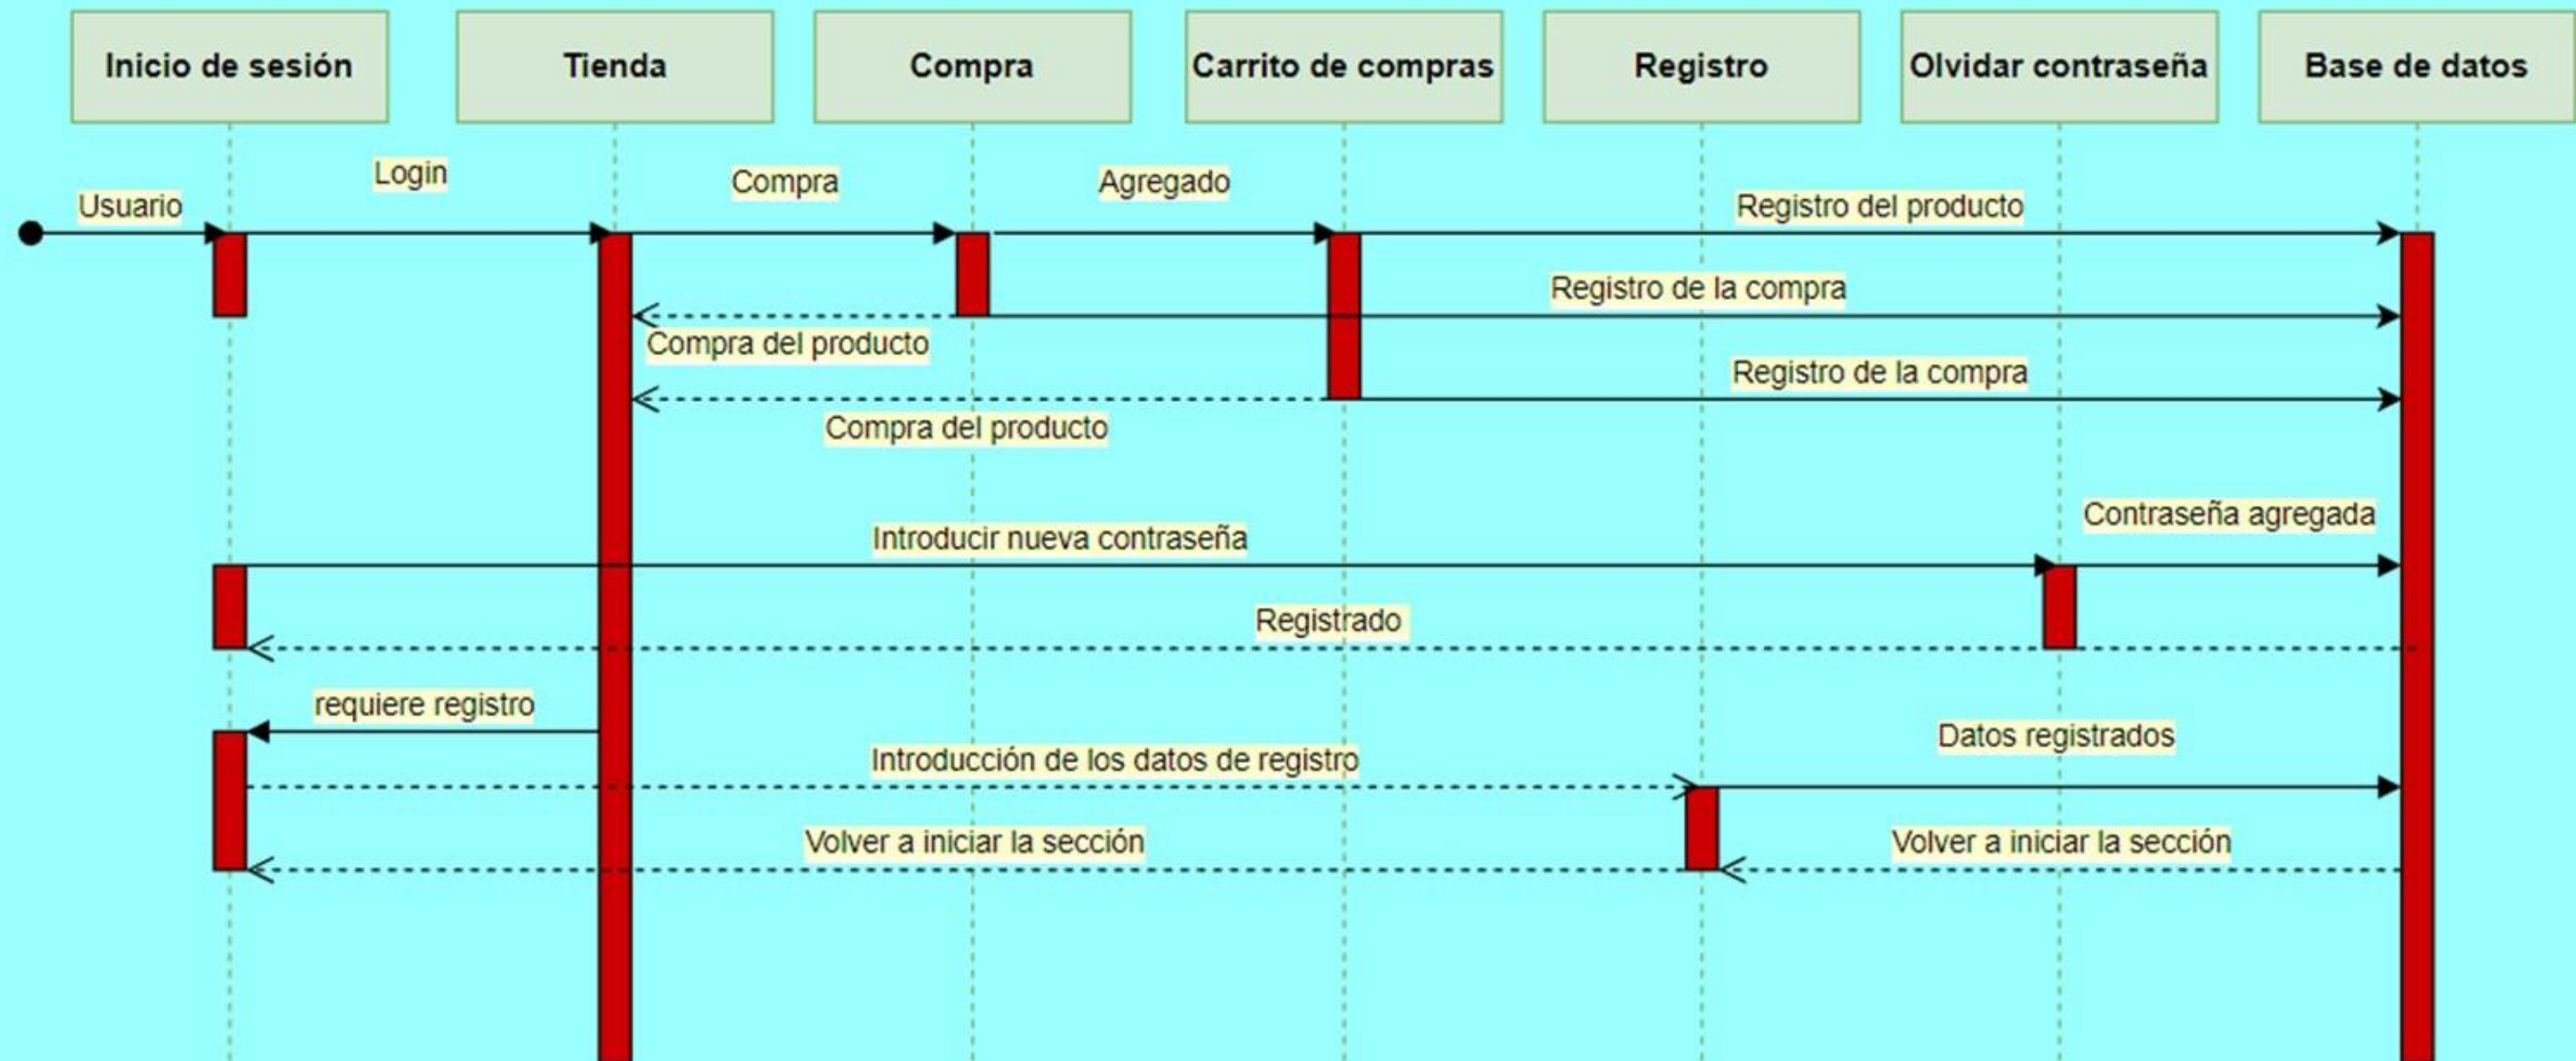 Inicio de sesión
Tienda
Compra
Carrito de compras
Registro
Olvidar contraseña
Base de datos
Login
Compra
Agregado
Usuario
Registro del producto
Registro de la compra
Compra del producto
Registro de la compra
Compra del producto
Contraseña agregada
Introducir nueva contraseña
Registrado
requiere registro
Datos registrados
Introducción de los datos de registro
Volver a iniciar la sección
Volver a iniciar la sección